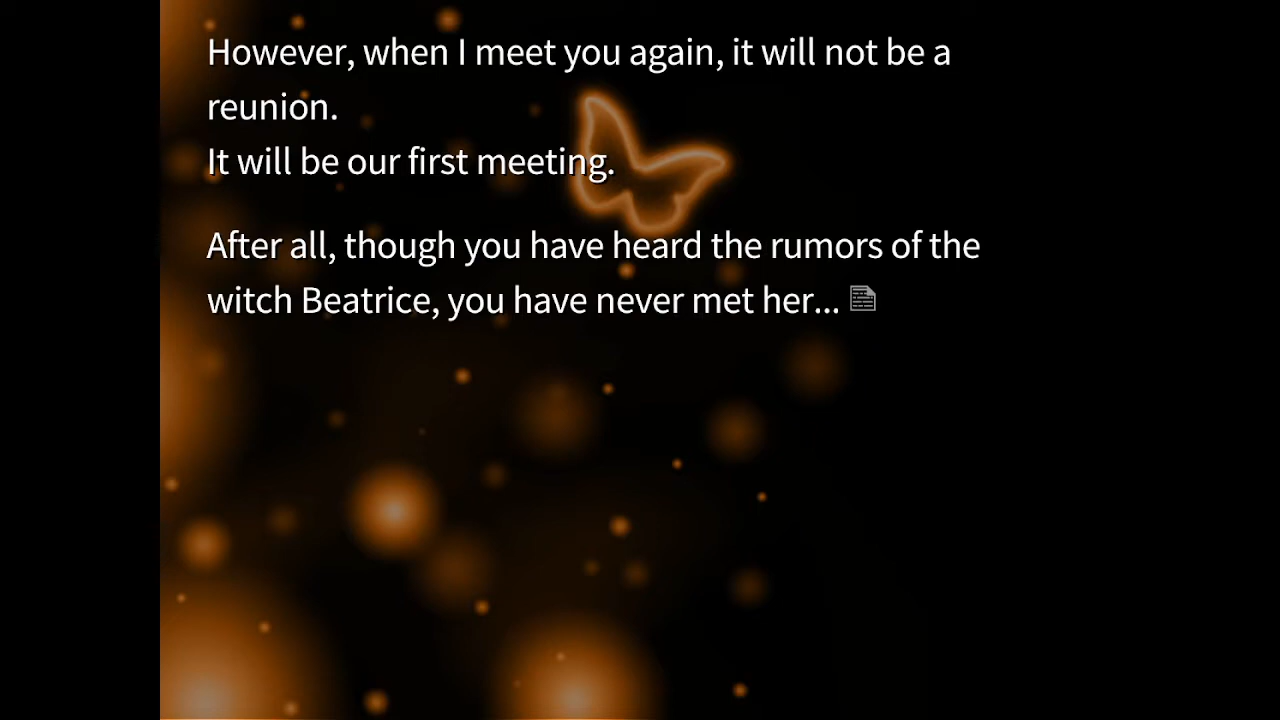 However, when I meet you again, it will not be a
reunion.
It will be our first meeting.
After all, though you have heard the rumors of the
witch Beatrice, you have never met her...